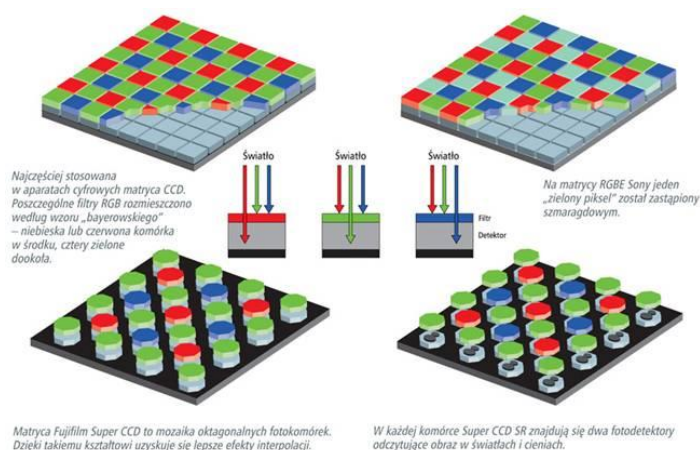 Najczęściej stosowana
w aparatach cyfrowych matryca CCD.
Poszczególne filtry RGB rozmieszczono
według wzoru „bayerowskiego”
– niebieska lub czerwona komórka
w środku, cztery zielone
dookoła.
Światło
Światło
Światło
Filtr
Detektor
Na matrycy RGBE Sony jeden
„zielony piksel” został zastąpiony
szmaragdowym.
Matryca Fujifilm Super CCD to mozaika oktagonalnych fotokomórek.
Dzięki takiemu kształtowi uzyskuje się lepsze efekty interpolacji.
W każdej komórce Super CCD SR znajdują się dwa fotodetektory
odczytujące obraz w światłach i cieniach.